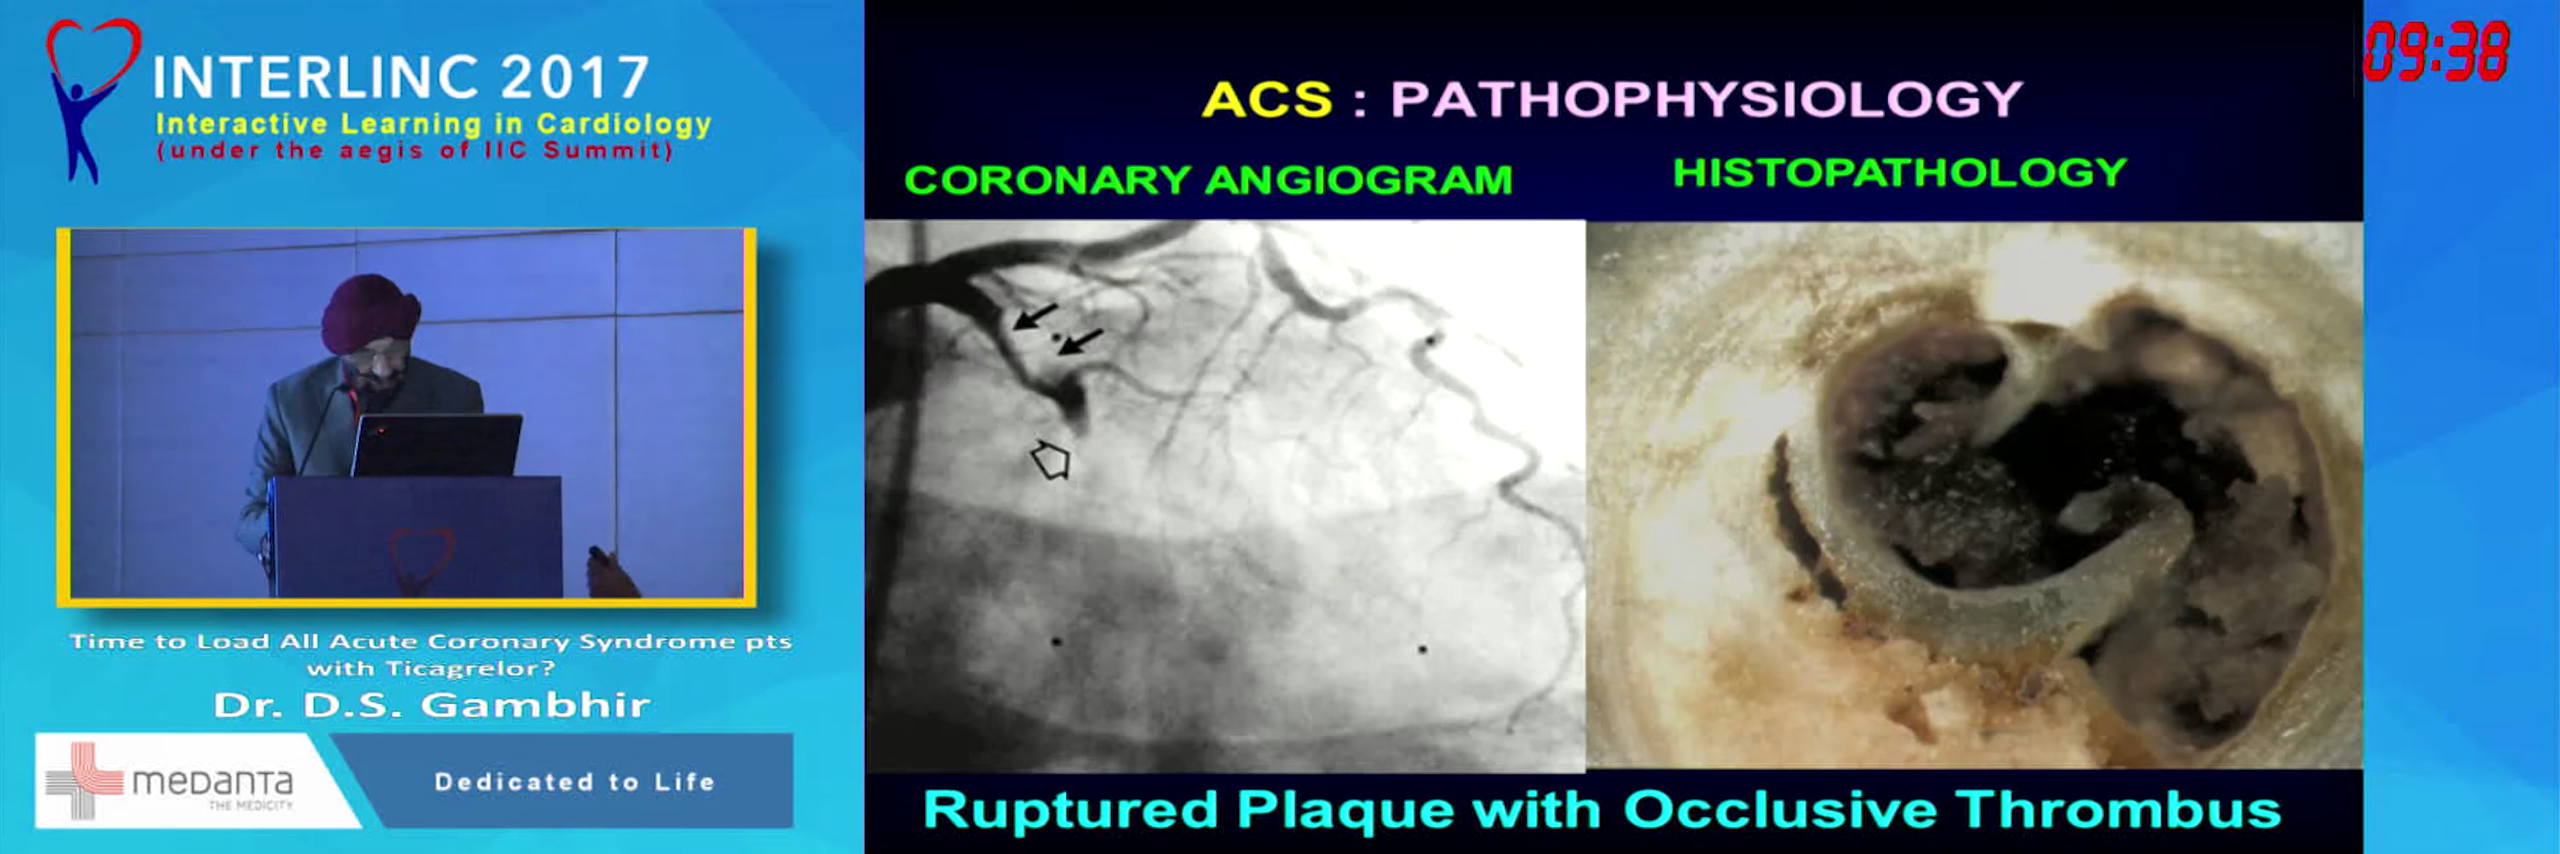 INTERLINC 2017
Interactive Learning in Cardiology
(under the aegis of IIC Summit)
Time to Load All Acute Coronary Syndrome pts
with Ticagrelor?
Dr. D.S. Gambhir
medanta
THE MEDICITY
Dedicated to Life
ACS : PATHOPHYSIOLOGY
CORONARY ANGIOGRAM
HISTOPATHOLOGY
Ruptured Plaque with Occlusive Thrombus
09:38